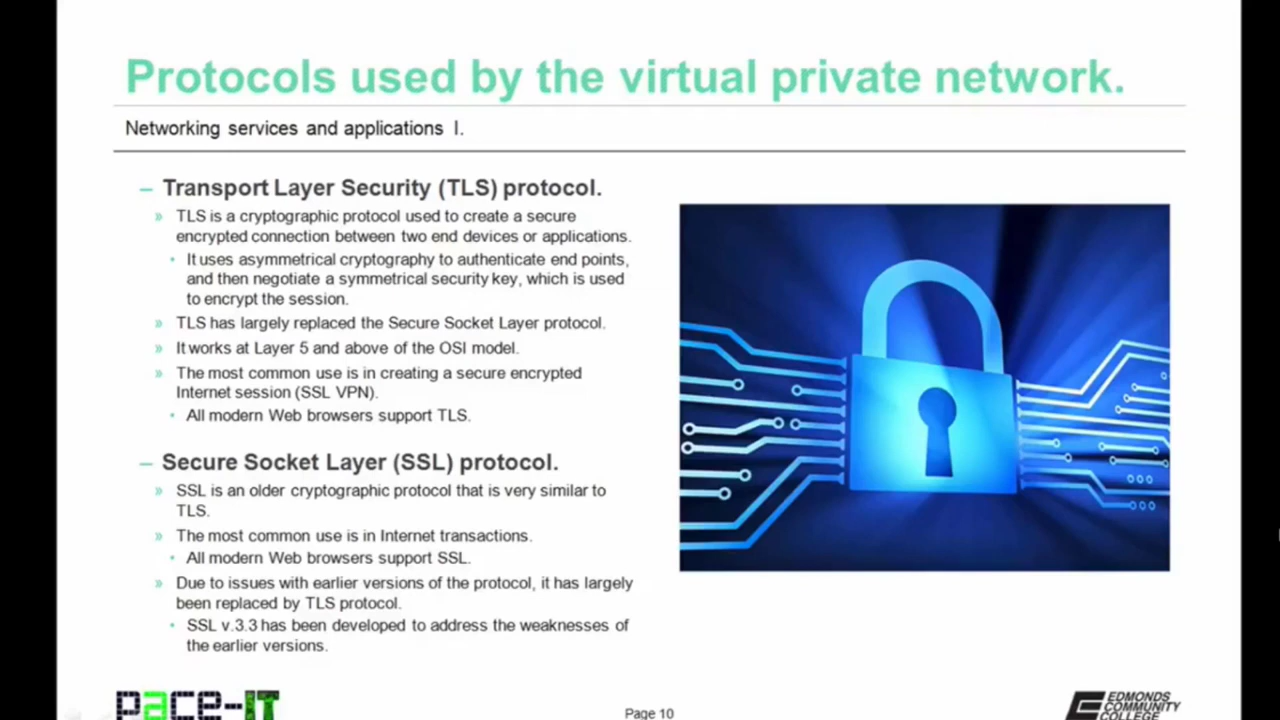 Protocols used by the virtual private network.
Networking services and applications I.
– Transport Layer Security (TLS) protocol.
» TLS is a cryptographic protocol used to create a secure
encrypted connection between two end devices or applications.
• It uses asymmetrical cryptography to authenticate end points,
and then negotiate a symmetrical security key, which is used
to encrypt the session.
» TLS has largely replaced the Secure Socket Layer protocol.
» It works at Layer 5 and above of the OSI model.
» The most common use is in creating a secure encrypted
Internet session (SSL VPN).
• All modern Web browsers support TLS.
– Secure Socket Layer (SSL) protocol.
» SSL is an older cryptographic protocol that is very similar to
TLS.
» The most common use is in Internet transactions.
• All modern Web browsers support SSL.
» Due to issues with earlier versions of the protocol, it has largely
been replaced by TLS protocol.
• SSL v.3.3 has been developed to address the weaknesses of
the earlier versions.
pace-IT
Page 10
EDMONDS
COMMUNITY
COLLEGE